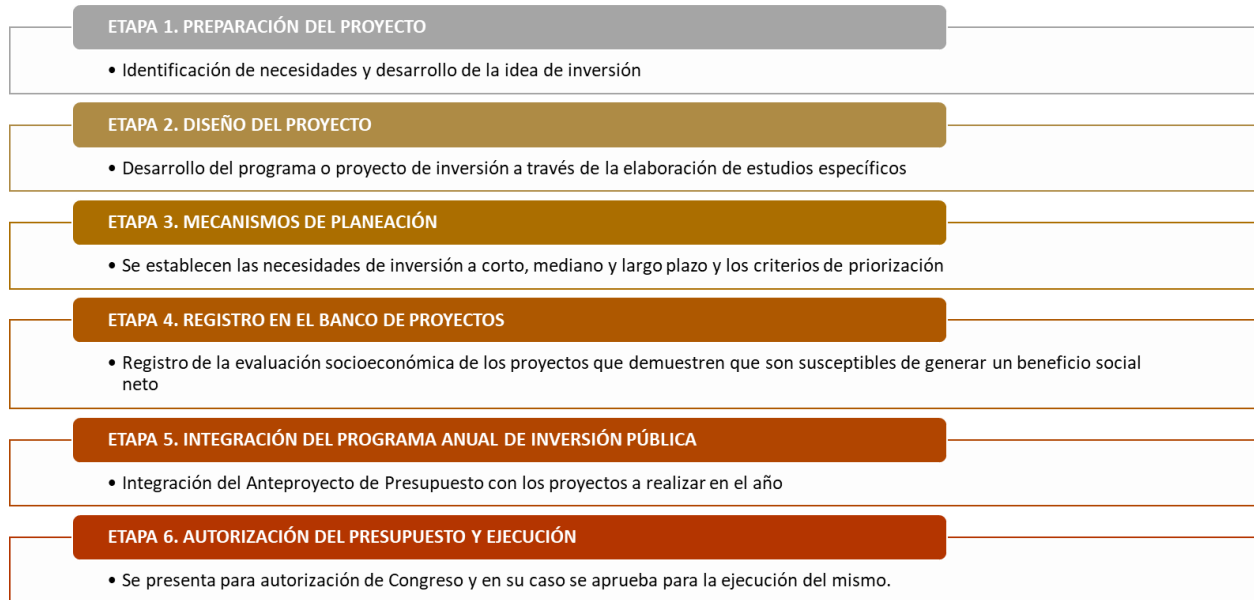 ETAPA 1. PREPARACIÓN DEL PROYECTO
• Identificación de necesidades y desarrollo de la idea de inversión
ETAPA 2. DISEÑO DEL PROYECTO
• Desarrollo del programa o proyecto de inversión a través de la elaboración de estudios específicos
ETAPA 3. MECANISMOS DE PLANEACIÓN
• Se establecen las necesidades de inversión a corto, mediano y largo plazo y los criterios de priorización
ETAPA 4. REGISTRO EN EL BANCO DE PROYECTOS
• Registro de la evaluación socioeconómica de los proyectos que demuestren que son susceptibles de generar un beneficio social
neto
ETAPA 5. INTEGRACIÓN DEL PROGRAMA ANUAL DE INVERSIÓN PÚBLICA
• Integración del Anteproyecto de Presupuesto con los proyectos a realizar en el año
ETAPA 6. AUTORIZACIÓN DEL PRESUPUESTO Y EJECUCIÓN
• Se presenta para autorización de Congreso y en su caso se aprueba para la ejecución del mismo.